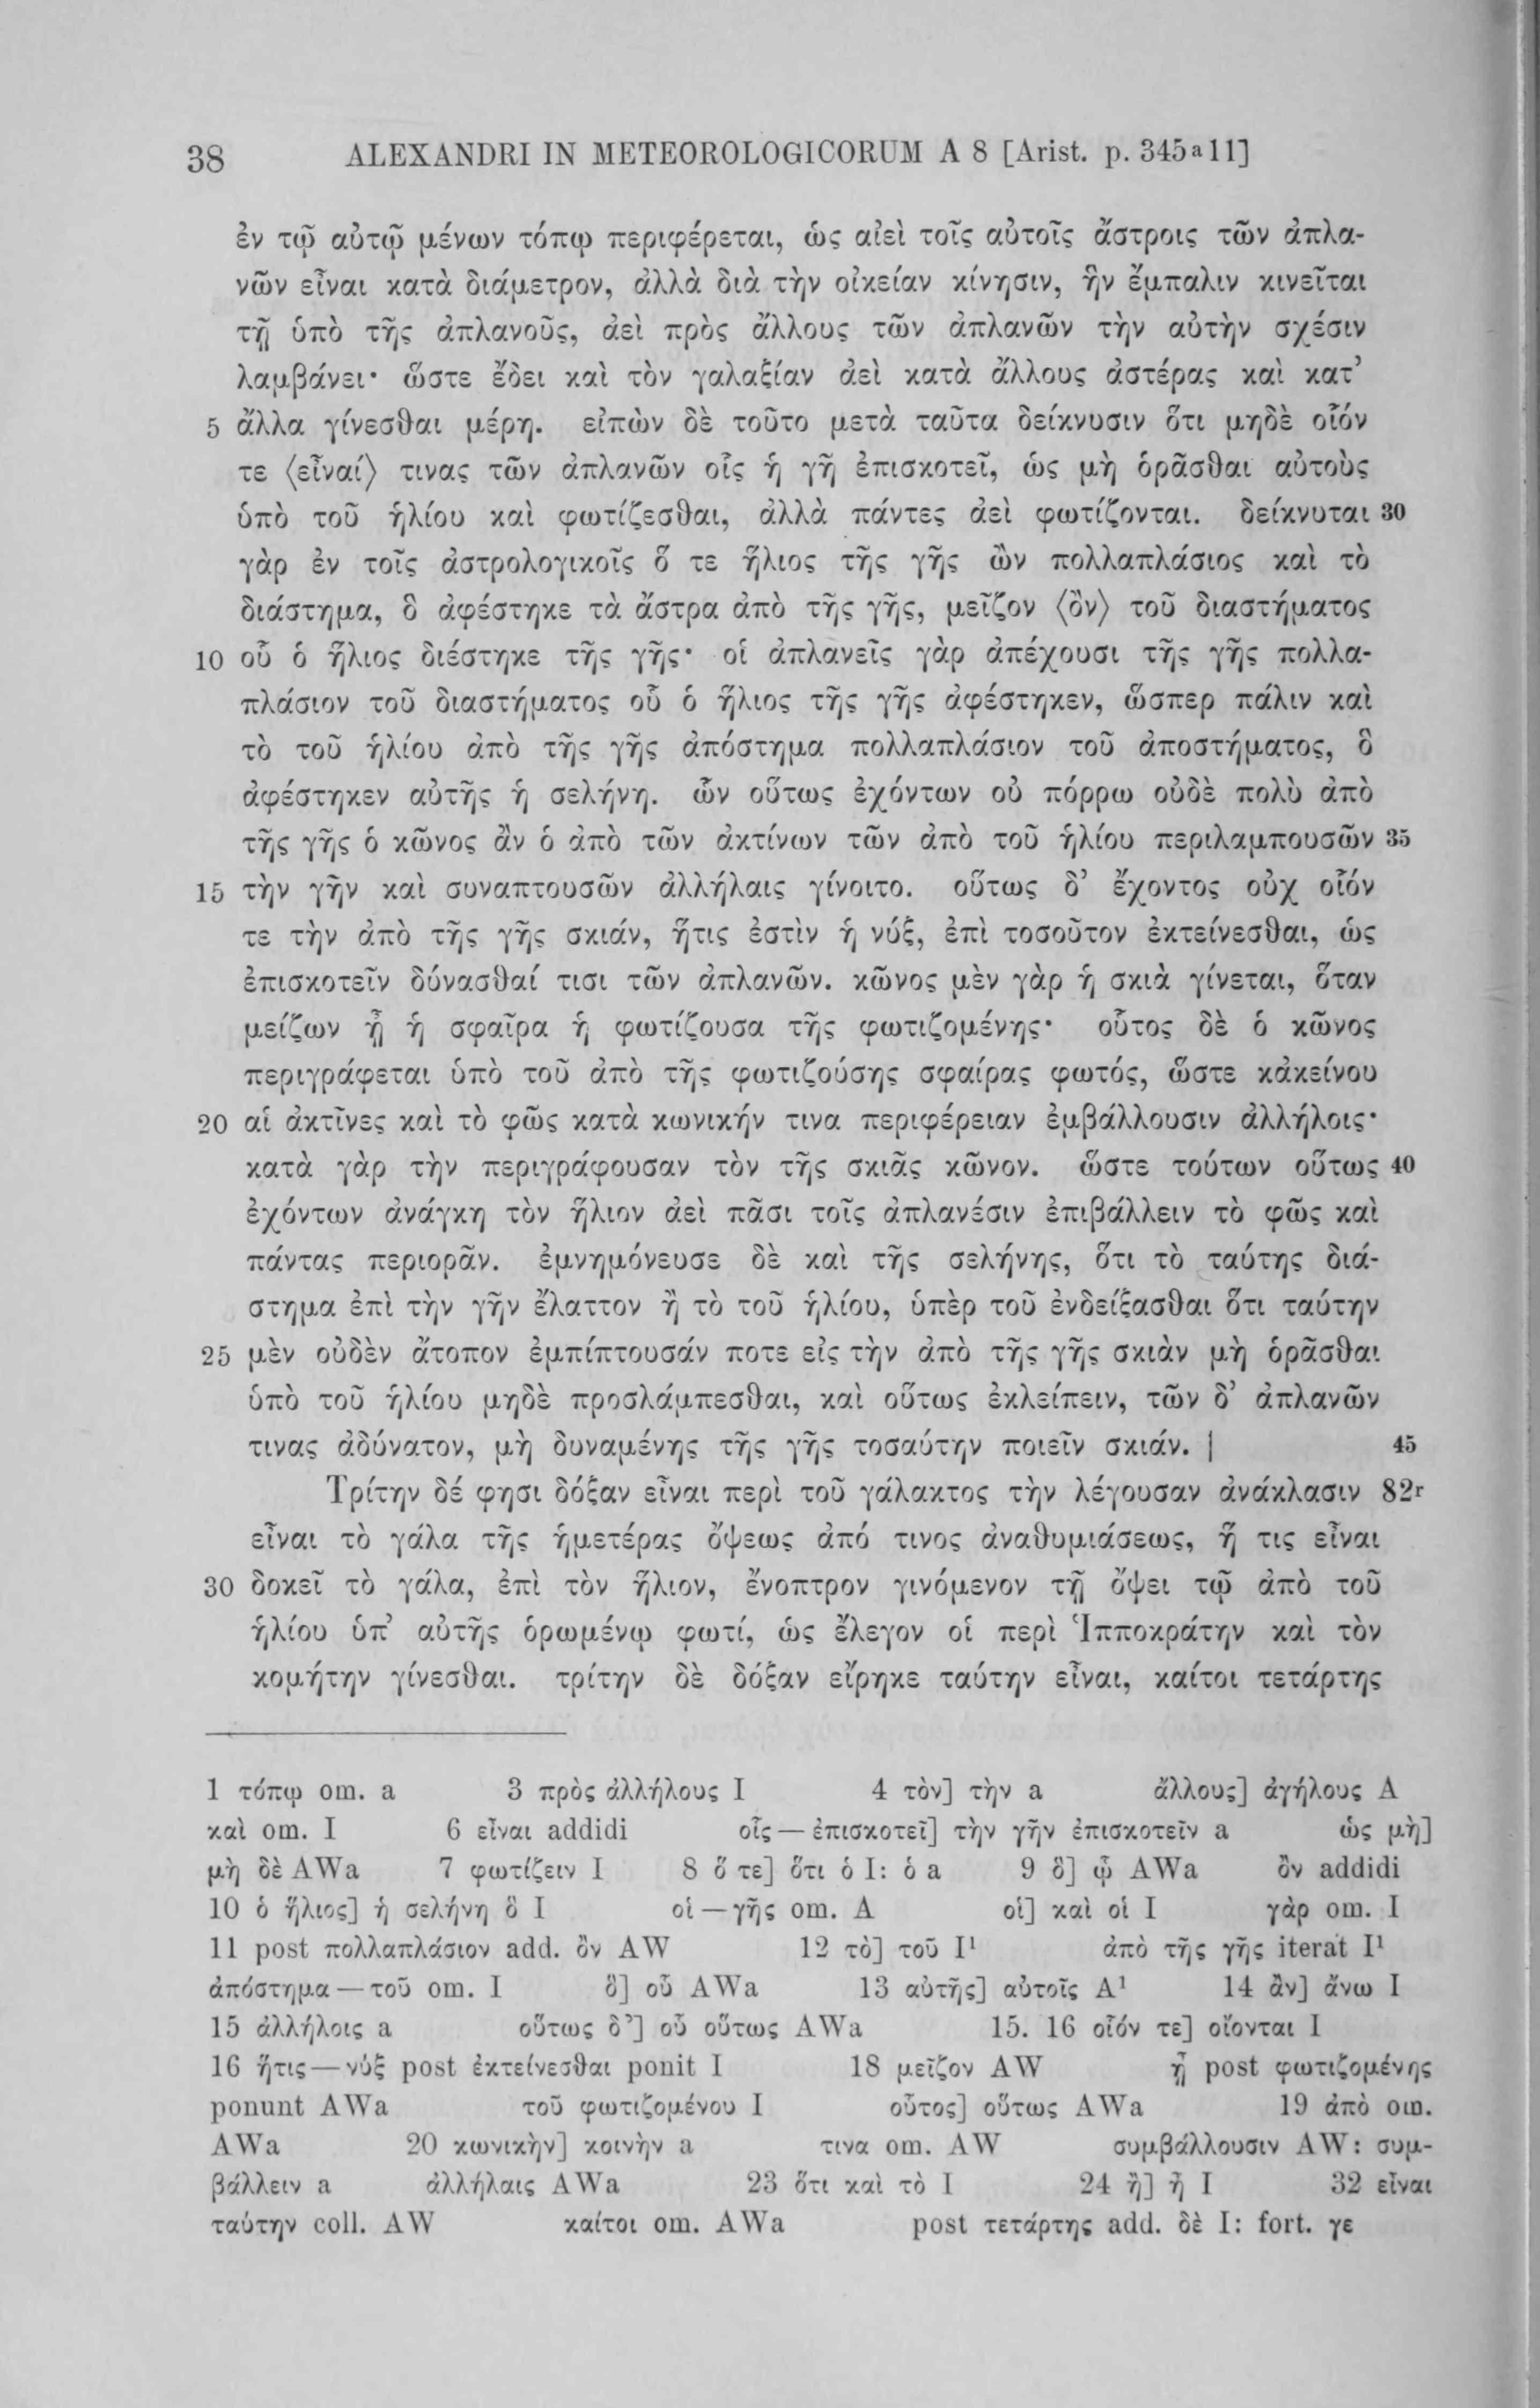 38 ALEXANDRI IN METEOROLOGICORUM A 8 [Arist. p. 345a11]
ἐν τῷ αὐτῷ μένων τόπῳ περιφέρεται, ὡς αἰεὶ τοῖς αὐτοῖς ἄστροις τῶν ἀπλα-
νῶν εἶναι κατὰ διάμετρον, ἀλλὰ διὰ τὴν οἰκείαν κίνησιν, ἣν ἔμπαλιν κινεῖται
τῇ ὑπὸ τῆς ἀπλανοῦς, ἀεὶ πρὸς ἄλλους τῶν ἀπλανῶν τὴν αὐτὴν σχέσιν
λαμβάνει· ὥστε ἔδει καὶ τὸν γαλαξίαν ἀεὶ κατὰ ἄλλους ἀστέρας καὶ κατ’
5 ἄλλα γίνεσθαι μέρη. εἰπὼν δὲ τοῦτο μετὰ ταῦτα δείκνυσιν ὅτι μηδὲ οἷόν
τε ⟨εἶναί⟩ τινας τῶν ἀπλανῶν οἷς ἡ γῆ ἐπισκοτεῖ, ὡς μὴ ὁρᾶσθαι αὐτοὺς
ὑπὸ τοῦ ἡλίου καὶ φωτίζεσθαι, ἀλλὰ πάντες ἀεὶ φωτίζονται. δείκνυται 30
γὰρ ἐν τοῖς ἀστρολογικοῖς ὅ τε ἥλιος τῆς γῆς ὢν πολλαπλάσιος καὶ τὸ
διάστημα, ὃ ἀφέστηκε τὰ ἄστρα ἀπὸ τῆς γῆς, μεῖζον ⟨ὂν⟩ τοῦ διαστήματος
10 οὗ ὁ ἥλιος διέστηκε τῆς γῆς· οἱ ἀπλανεῖς γὰρ ἀπέχουσι τῆς γῆς πολλα-
πλάσιον τοῦ διαστήματος οὗ ὁ ἥλιος τῆς γῆς ἀφέστηκεν, ὥσπερ πάλιν καὶ
τὸ τοῦ ἡλίου ἀπὸ τῆς γῆς ἀπόστημα πολλαπλάσιον τοῦ ἀποστήματος, ὃ
ἀφέστηκεν αὐτῆς ἡ σελήνη. ὧν οὕτως ἐχόντων οὐ πόρρω οὐδὲ πολὺ ἀπὸ
τῆς γῆς ὁ κῶνος ἂν ὁ ἀπὸ τῶν ἀκτίνων τῶν ἀπὸ τοῦ ἡλίου περιλαμπουσῶν 35
15 τὴν γῆν καὶ συναπτουσῶν ἀλλήλαις γίνοιτο. οὕτως δ’ ἔχοντος οὐχ οἷόν
τε τὴν ἀπὸ τῆς γῆς σκιάν, ἥτις ἐστὶν ἡ νύξ, ἐπὶ τοσοῦτον ἐκτείνεσθαι, ὡς
ἐπισκοτεῖν δύνασθαί τισι τῶν ἀπλανῶν. κῶνος μὲν γὰρ ἡ σκιὰ γίνεται, ὅταν
μείζων ᾖ ἡ σφαῖρα ἡ φωτίζουσα τῆς φωτιζομένης· οὗτος δὲ ὁ κῶνος
περιγράφεται ὑπὸ τοῦ ἀπὸ τῆς φωτιζούσης σφαίρας φωτός, ὥστε κἀκείνου
20 αἱ ἀκτῖνες καὶ τὸ φῶς κατὰ κωνικήν τινα περιφέρειαν ἐμβάλλουσιν ἀλλήλοις·
κατὰ γὰρ τὴν περιγράφουσαν τὸν τῆς σκιᾶς κῶνον. ὥστε τούτων οὕτως 40
ἐχόντων ἀνάγκη τὸν ἥλιον ἀεὶ πᾶσι τοῖς ἀπλανέσιν ἐπιβάλλειν τὸ φῶς καὶ
πάντας περιορᾶν. ἐμνημόνευσε δὲ καὶ τῆς σελήνης, ὅτι τὸ ταύτης διά-
στημα ἐπὶ τὴν γῆν ἔλαττον ἢ τὸ τοῦ ἡλίου, ὑπὲρ τοῦ ἐνδείξασθαι ὅτι ταύτην
25 μὲν οὐδὲν ἄτοπον ἐμπίπτουσάν ποτε εἰς τὴν ἀπὸ τῆς γῆς σκιὰν μὴ ὁρᾶσθαι
ὑπὸ τοῦ ἡλίου μηδὲ προσλάμπεσθαι, καὶ οὕτως ἐκλείπειν, τῶν δ’ ἀπλανῶν
τινας ἀδύνατον, μὴ δυναμένης τῆς γῆς τοσαύτην ποιεῖν σκιάν. | 45
Τρίτην δέ φησι δόξαν εἶναι περὶ τοῦ γάλακτος τὴν λέγουσαν ἀνάκλασιν 82r
εἶναι τὸ γάλα τῆς ἡμετέρας ὄψεως ἀπό τινος ἀναθυμιάσεως, ἥ τις εἶναι
30 δοκεῖ τὸ γάλα, ἐπὶ τὸν ἥλιον, ἔνοπτρον γινόμενον τῇ ὄψει τῷ ἀπὸ τοῦ
ἡλίου ὑπ’ αὐτῆς ὁρωμένῳ φωτί, ὡς ἔλεγον οἱ περὶ Ἱπποκράτην καὶ τὸν
κομήτην γίνεσθαι. τρίτην δὲ δόξαν εἴρηκε ταύτην εἶναι, καίτοι τετάρτης
1 τόπῳ om. a 3 πρὸς ἀλλήλους I 4 τὸν] τὴν a ἄλλους] ἀγήλους A
καὶ om. I 6 εἶναι addidi οἷς — ἐπισκοτεῖ] τὴν γῆν ἐπισκοτεῖν a ὡς μὴ]
μὴ δὲ AWa 7 φωτίζειν I 8 ὅ τε] ὅτι ὁ I: ὁ a 9 ὃ] ᾧ AWa ὂν addidi
10 ὁ ἥλιος] ἡ σελήνη ὃ I οἱ — γῆς om. A οἱ] καὶ οἱ I γὰρ om. I
11 post πολλαπλάσιον add. ὂν AW 12 τὸ] τοῦ I¹ ἀπὸ τῆς γῆς iterat I¹
ἀπόστημα — τοῦ om. I ὃ] οὗ AWa 13 αὐτῆς] αὐτοῖς A¹ 14 ἂν] ἄνω I
15 ἀλλήλοις a οὕτως δ’] οὗ οὕτως AWa 15. 16 οἷόν τε] οἴονται I
16 ἥτις — νύξ post ἐκτείνεσθαι ponit I 18 μεῖζον AW ᾖ post φωτιζομένης
ponunt AWa τοῦ φωτιζομένου I οὗτος] οὕτως AWa 19 ἀπὸ om.
AWa 20 κωνικὴν] κοινὴν a τινα om. AW συμβάλλουσιν AW: συμ-
βάλλειν a ἀλλήλαις AWa 23 ὅτι καὶ τὸ I 24 ἢ] ἦ I 32 εἶναι
ταύτην coll. AW καίτοι om. AWa post τετάρτης add. δὲ I: fort. γε